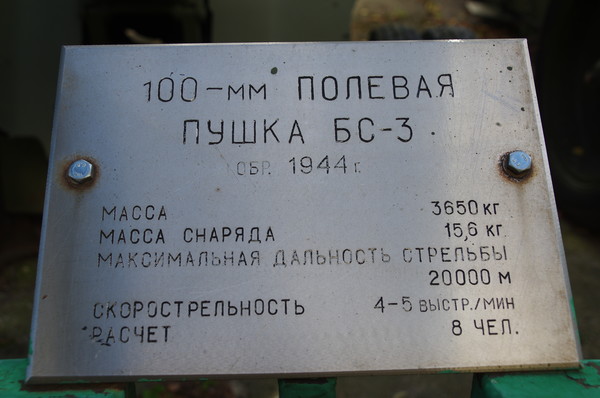 100-мм ПОЛЕВАЯ
ПУШКА БС-3
ОБР. 1944 г.
МАССА 3650 кг
МАССА СНАРЯДА 15,6 кг
МАКСИМАЛЬНАЯ ДАЛЬНОСТЬ СТРЕЛЬБЫ
20000 м
СКОРОСТРЕЛЬНОСТЬ 4-5 ВЫСТР./МИН
РАСЧЕТ 8 ЧЕЛ.